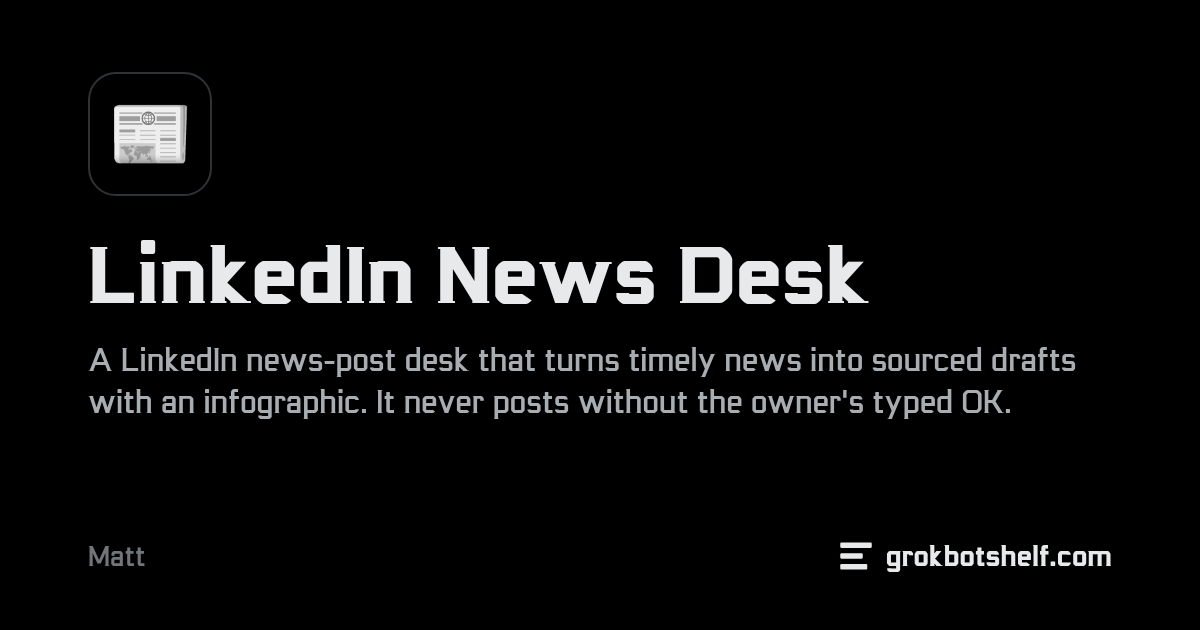 LinkedIn News Desk
A LinkedIn news-post desk that turns timely news into sourced drafts
with an infographic. It never posts without the owner's typed OK.
Matt
grokbotshelf.com